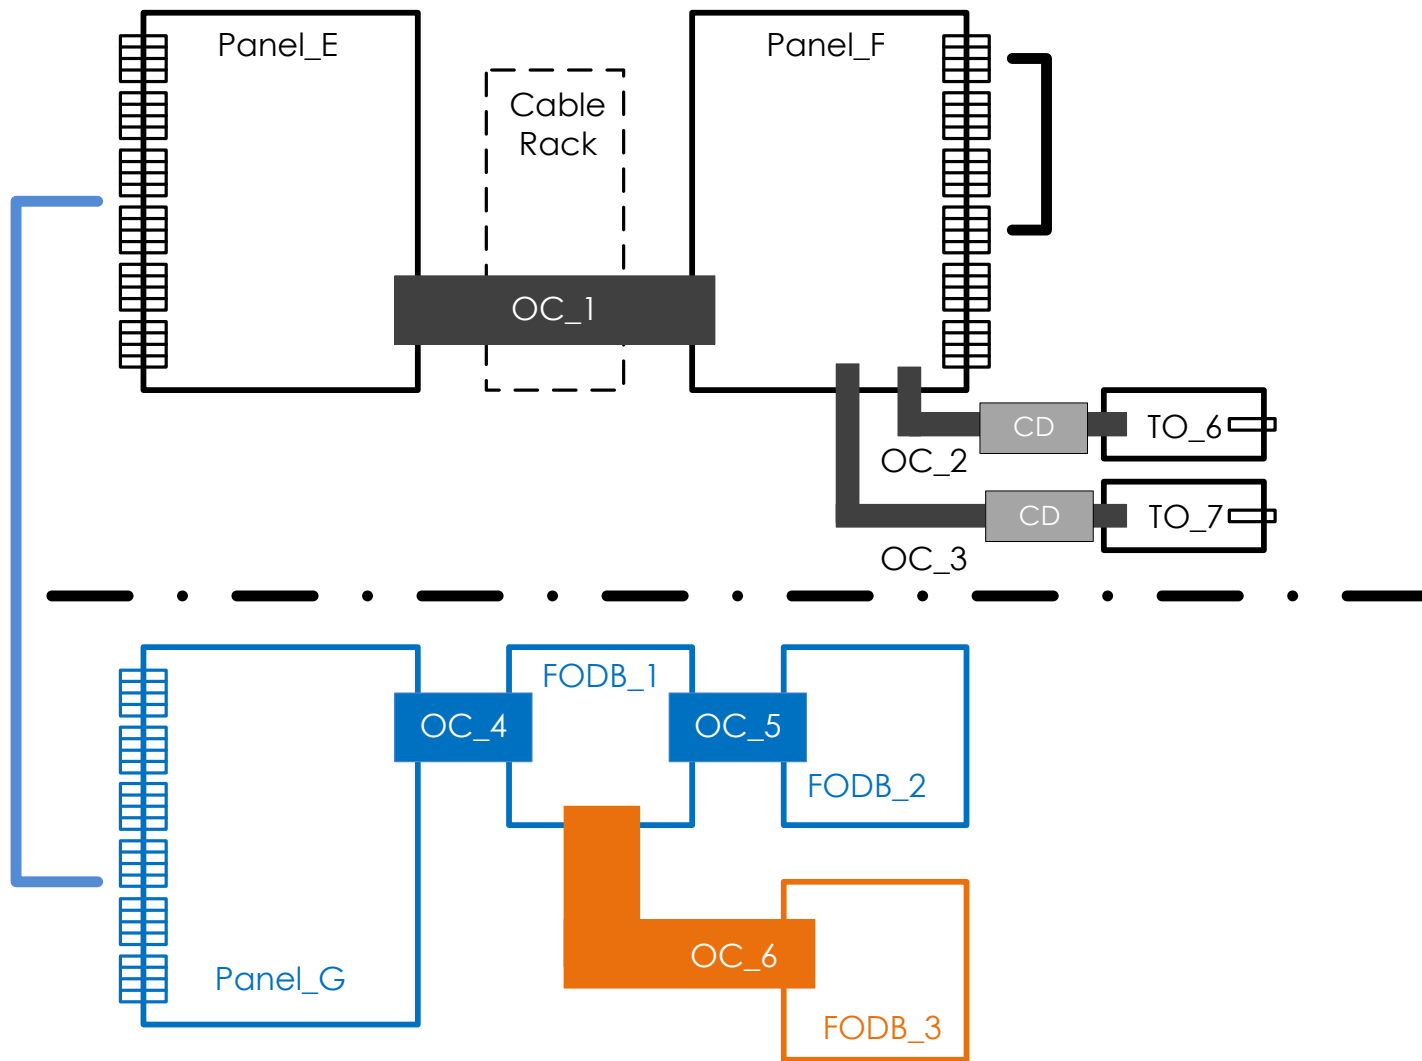 Panel_E
Panel_F
Cable
Rack
OC_1
CD
TO_6
OC_2
CD
TO_7
OC_3
FODB_1
OC_4
OC_5
FODB_2
OC_6
Panel_G
FODB_3